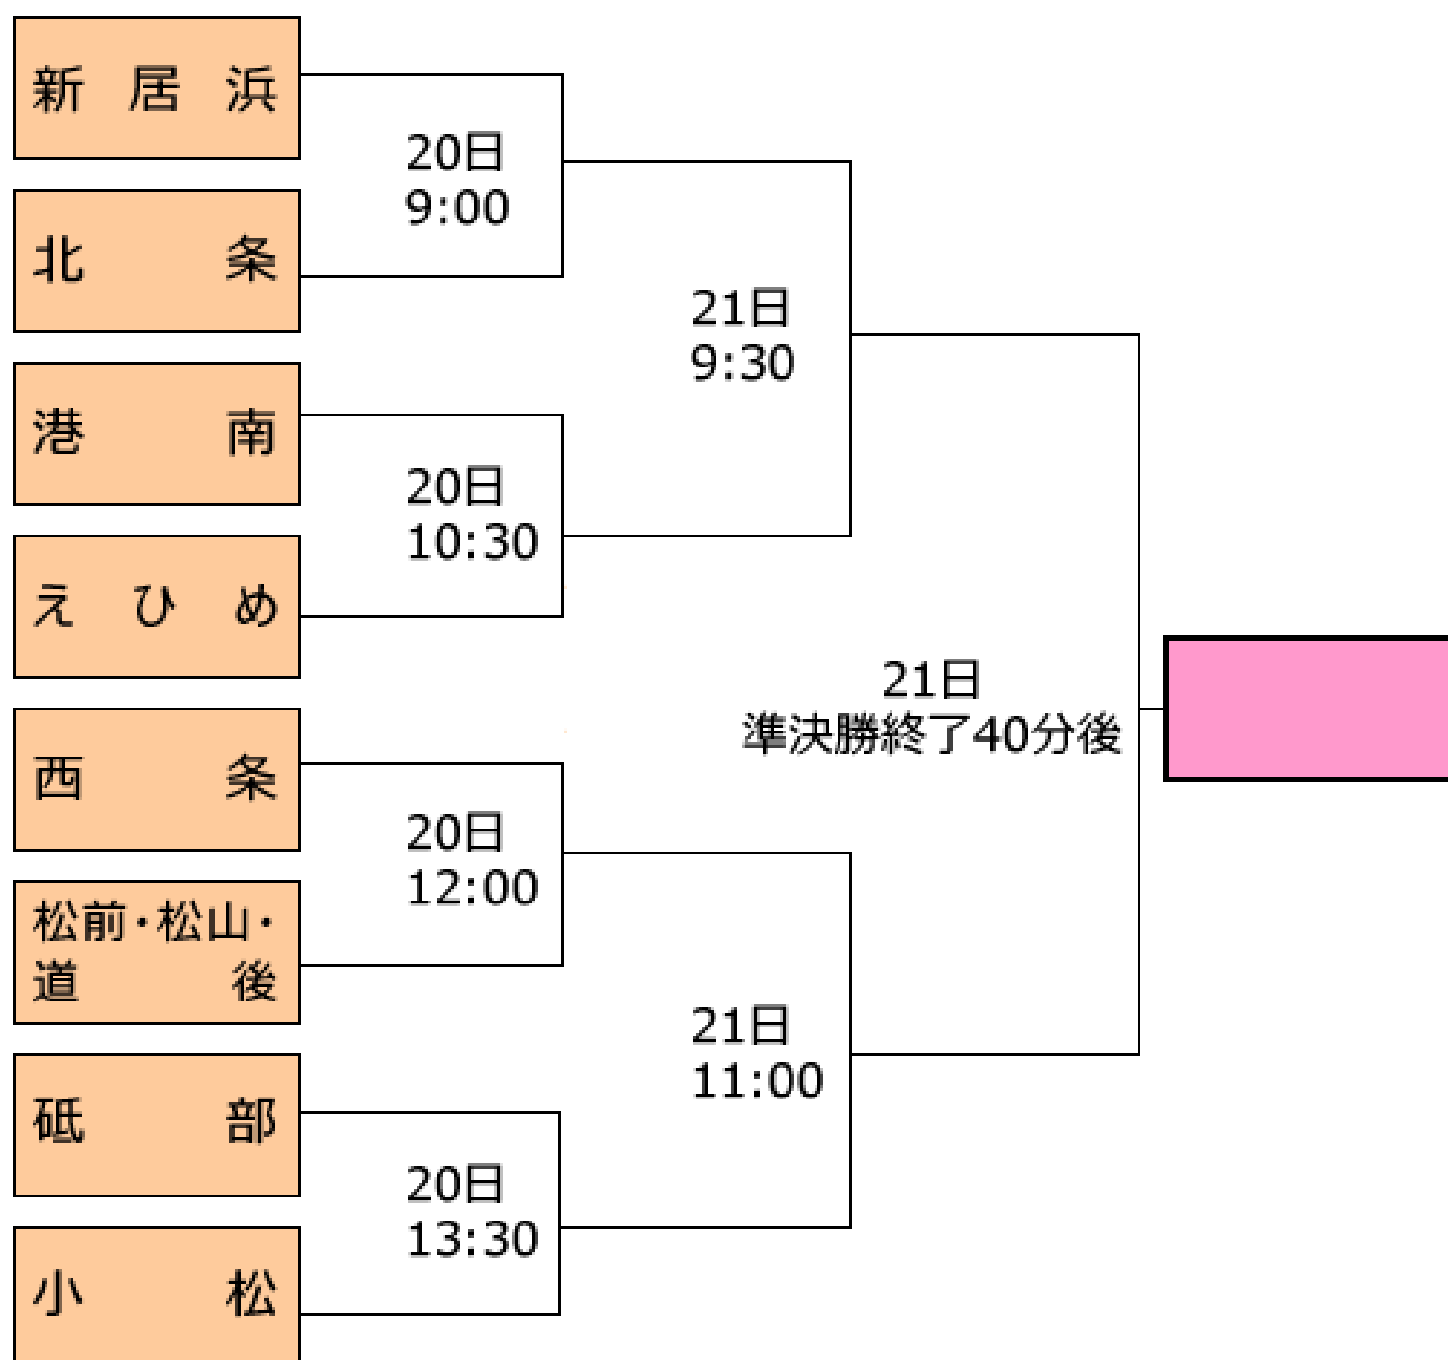 新居浜
20日
9:00
北条
21日
9:30
港南
20日
10:30
えひめ
21日
準決勝終了40分後
西条
20日
12:00
松前・松山・
道後
21日
11:00
砥部
20日
13:30
小松